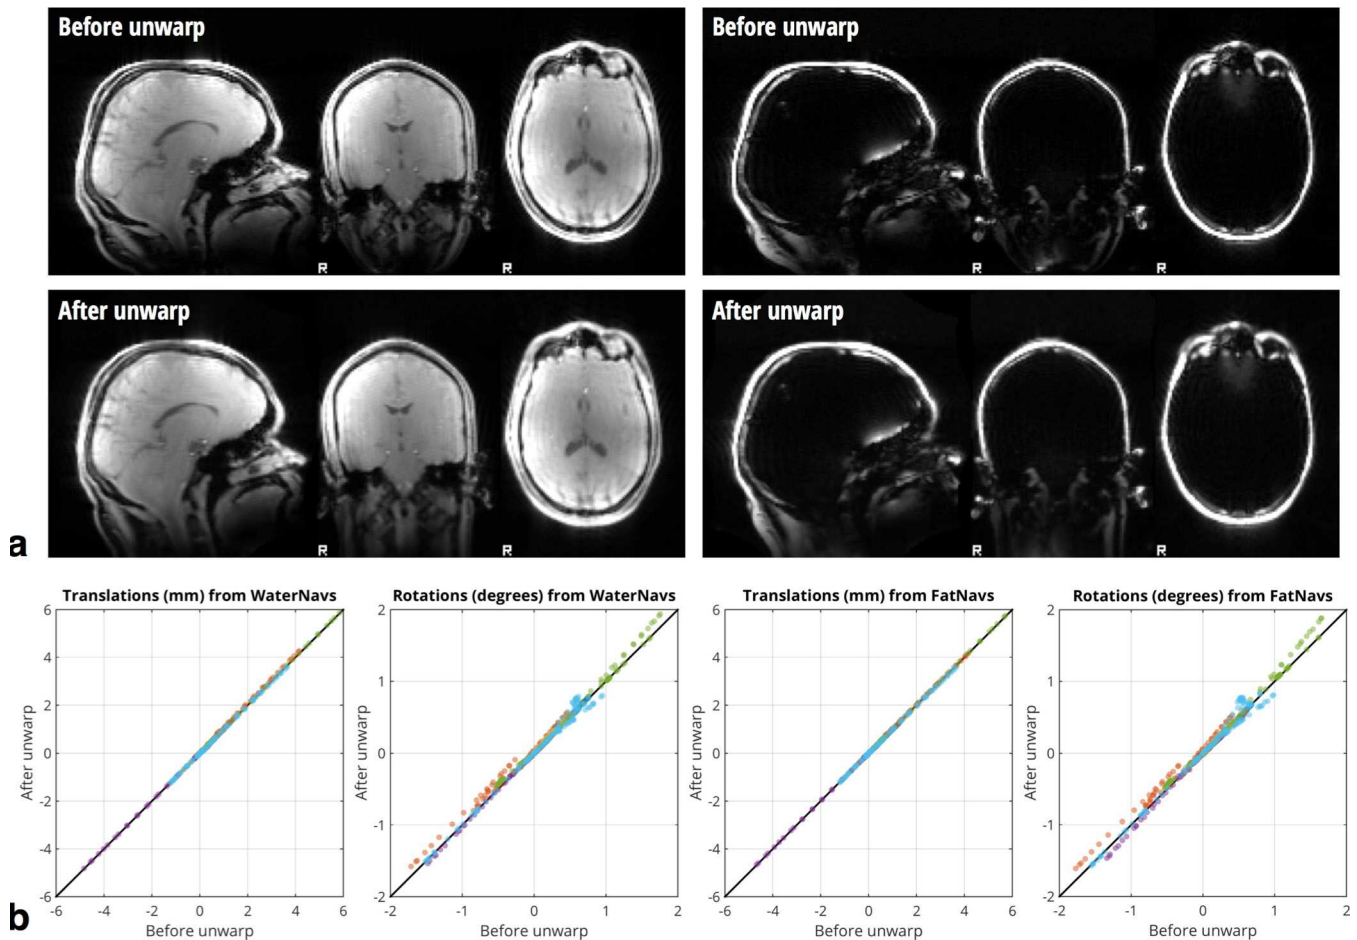 Before unwarp
Before unwarp
R
R
R
R
After unwarp
After unwarp
R
R
R
R
a
Translations (mm) from WaterNavs
Rotations (degrees) from WaterNavs
Translations (mm) from FatNavs
Rotations (degrees) from FatNavs
6
4
2
0
-2
-4
-6
After unwarp
-6 -4 -2 0 2 4 6
Before unwarp
2
1
0
-1
-2
After unwarp
-2 -1 0 1 2
Before unwarp
6
4
2
0
-2
-4
-6
After unwarp
-6 -4 -2 0 2 4 6
Before unwarp
2
1
0
-1
-2
After unwarp
-2 -1 0 1 2
Before unwarp
b